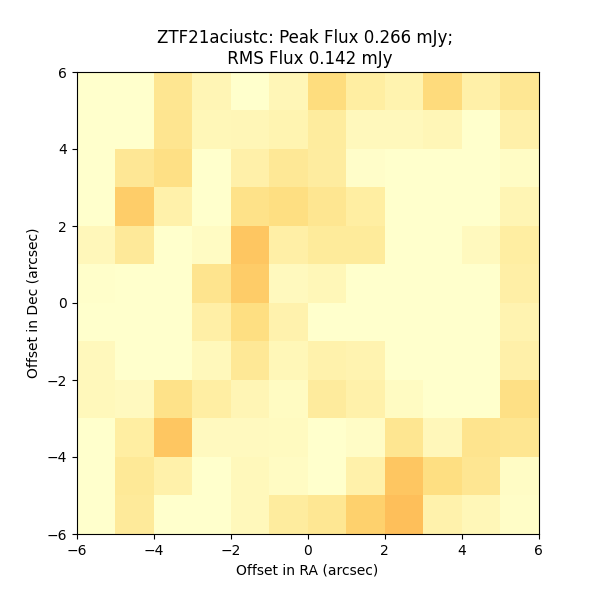 ZTF21aciustc: Peak Flux 0.266 mJy;
RMS Flux 0.142 mJy
6
4
2
0
−2
−4
−6
Offset in Dec (arcsec)
−6 −4 −2 0 2 4 6
Offset in RA (arcsec)